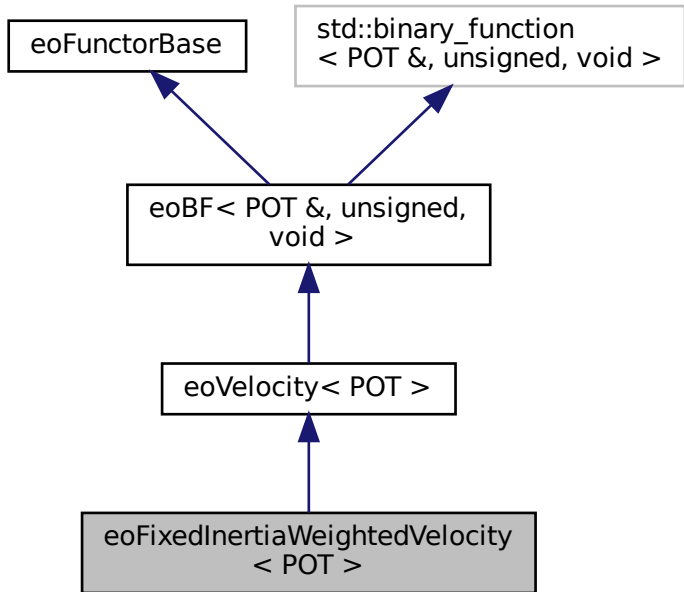 eoFunctorBase
std::binary_function
< POT &, unsigned, void >
eoBF< POT &, unsigned,
void >
eoVelocity< POT >
eoFixedInertiaWeightedVelocity
< POT >